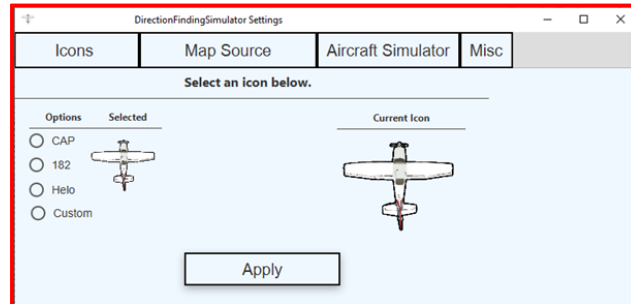 DirectionFindingSimulator Settings
Icons Map Source Aircraft Simulator Misc
Select an icon below.
Options Selected Current Icon
CAP
182
Helo
Custom
Apply